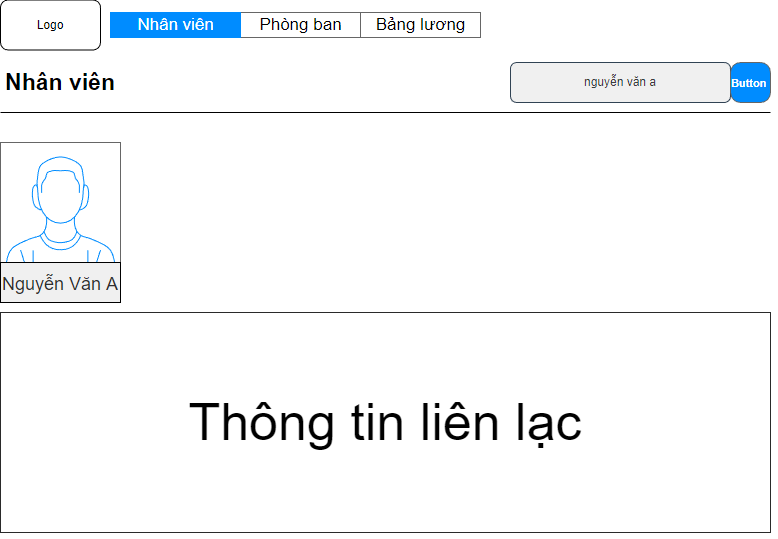 Logo
Nhân viên
Phòng ban
Bảng lương
Nhân viên
nguyễn văn a
Button
Nguyễn Văn A
Thông tin liên lạc